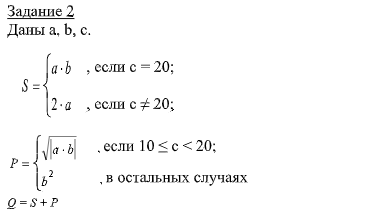 Задание 2
Даны a, b, c.
S = { a · b , если c = 20;
2 · a , если c ≠ 20;
P = { √|a · b| , если 10 ≤ c < 20;
b² , в остальных случаях
Q = S + P